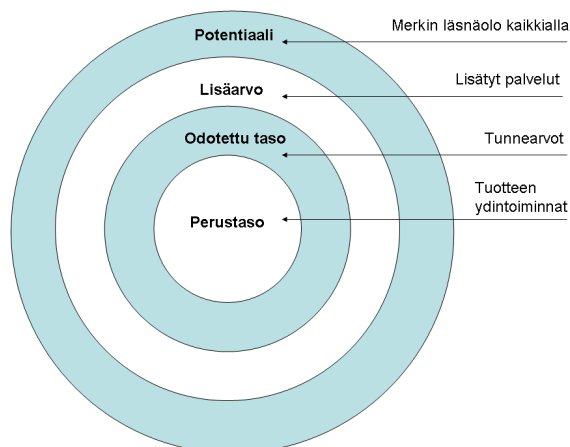 Potentiaali
Merkin läsnäolo kaikkialla
Lisäarvo
Lisätyt palvelut
Odotettu taso
Tunnearvot
Perustaso
Tuotteen
ydintoiminnat